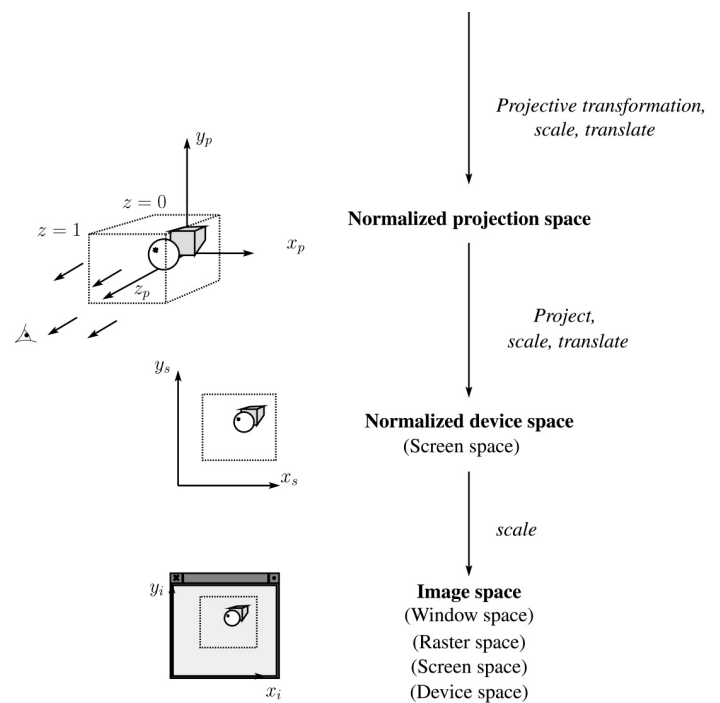 Projective transformation,
scale, translate
y_p
z = 0
z = 1
x_p
z_p
Normalized projection space
Project,
scale, translate
y_s
x_s
Normalized device space
(Screen space)
scale
y_i
x_i
Image space
(Window space)
(Raster space)
(Screen space)
(Device space)